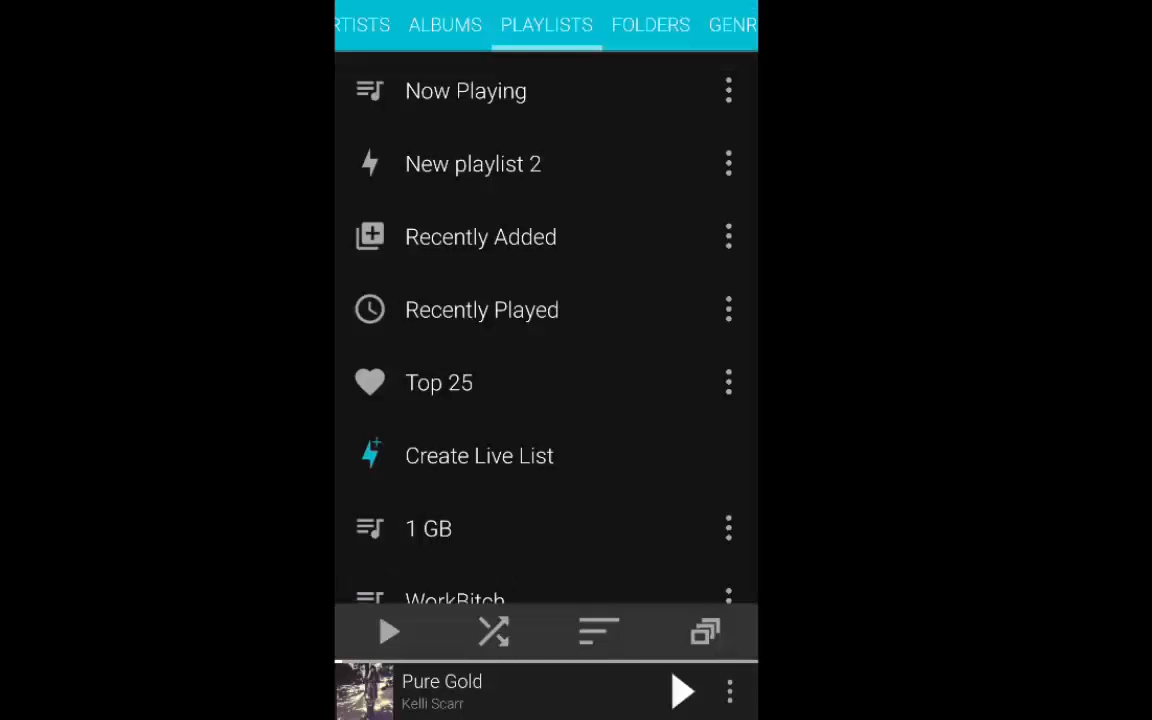 RTISTS ALBUMS PLAYLISTS FOLDERS GENR
Now Playing
New playlist 2
Recently Added
Recently Played
Top 25
Create Live List
1 GB
WorkBitch
Pure Gold
Kelli Scarr